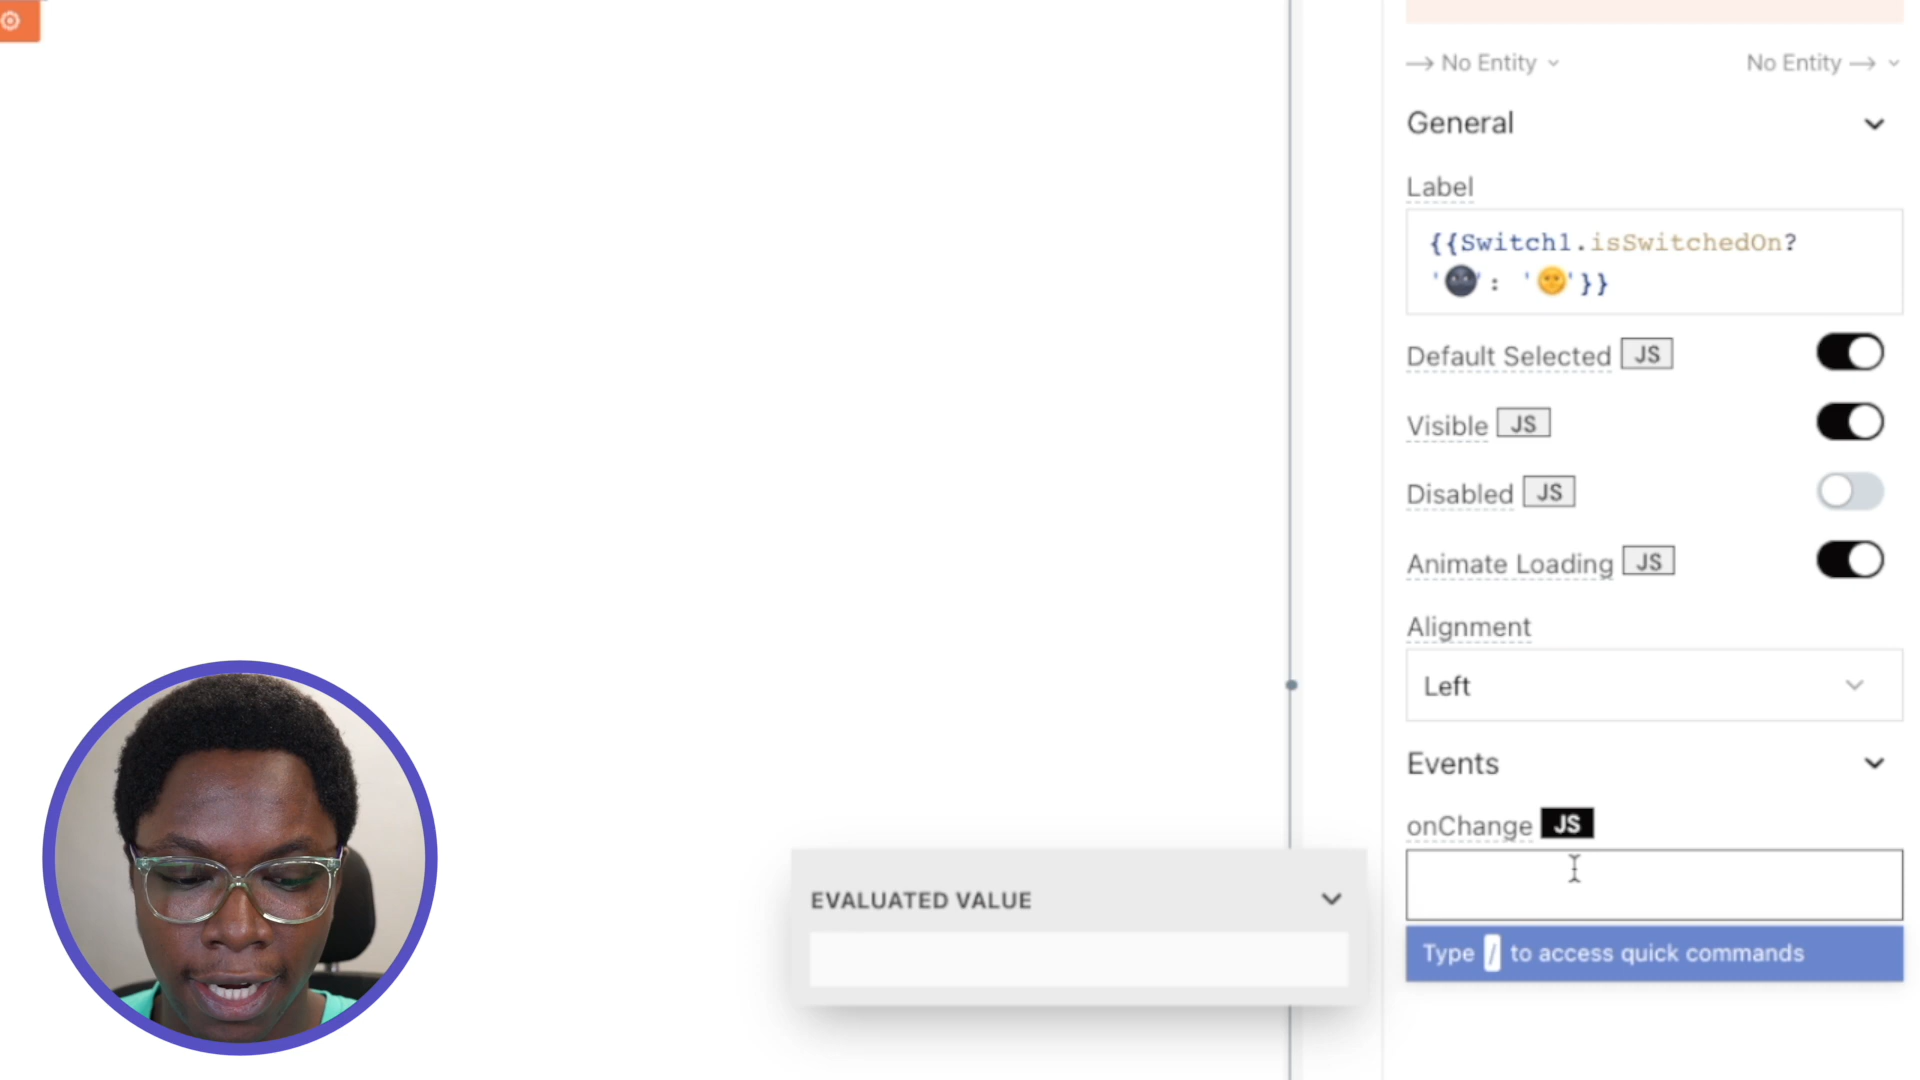 → No Entity
No Entity →
General
Label
{{Switch1.isSwitchedOn?
'🌚': '🌞'}}
Default Selected JS
Visible JS
Disabled JS
Animate Loading JS
Alignment
Left
Events
onChange JS
EVALUATED VALUE
Type / to access quick commands